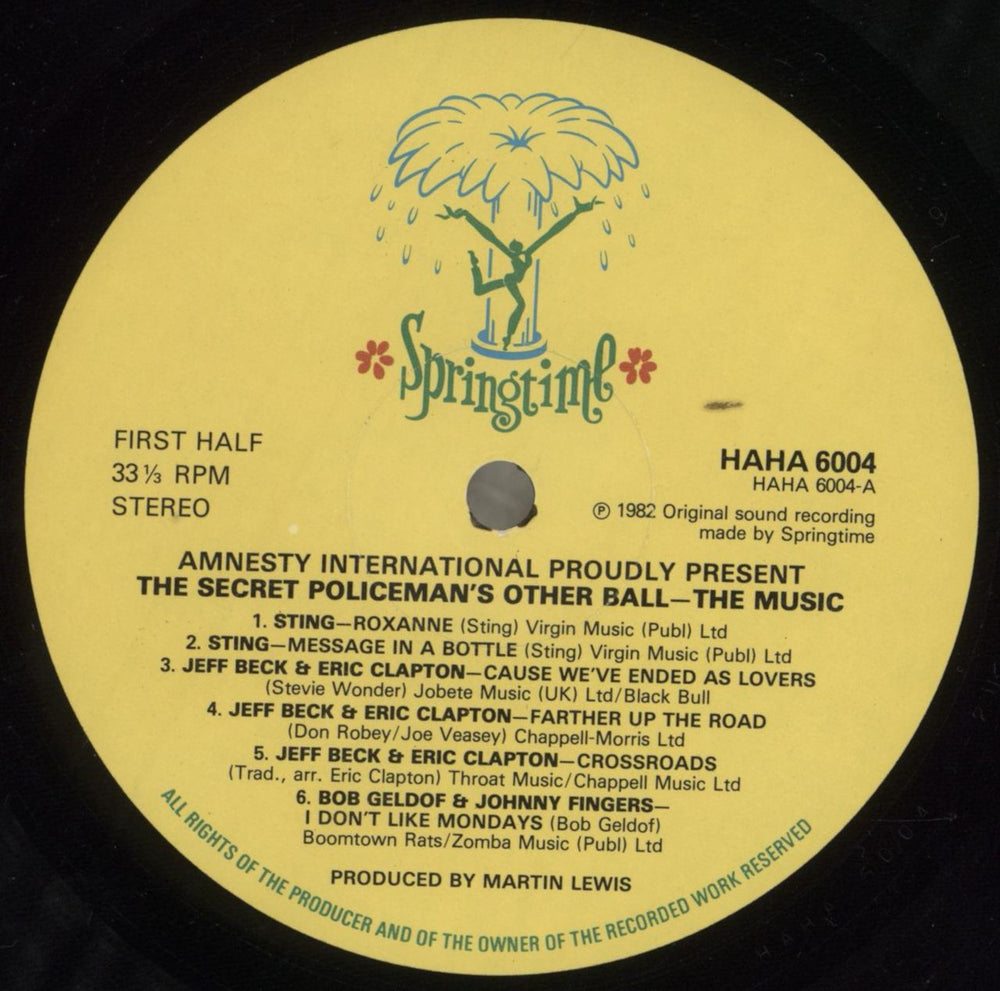 Springtime
FIRST HALF
33 ⅓ RPM
STEREO
HAHA 6004
HAHA 6004-A
Ⓟ 1982 Original sound recording
made by Springtime
AMNESTY INTERNATIONAL PROUDLY PRESENT
THE SECRET POLICEMAN'S OTHER BALL—THE MUSIC
1. STING—ROXANNE (Sting) Virgin Music (Publ) Ltd
2. STING—MESSAGE IN A BOTTLE (Sting) Virgin Music (Publ) Ltd
3. JEFF BECK & ERIC CLAPTON—CAUSE WE'VE ENDED AS LOVERS
(Stevie Wonder) Jobete Music (UK) Ltd/Black Bull
4. JEFF BECK & ERIC CLAPTON—FARTHER UP THE ROAD
(Don Robey/Joe Veasey) Chappell-Morris Ltd
5. JEFF BECK & ERIC CLAPTON—CROSSROADS
(Trad., arr. Eric Clapton) Throat Music/Chappell Music Ltd
6. BOB GELDOF & JOHNNY FINGERS—
I DON'T LIKE MONDAYS (Bob Geldof)
Boomtown Rats/Zomba Music (Publ) Ltd
PRODUCED BY MARTIN LEWIS
ALL RIGHTS OF THE PRODUCER AND OF THE OWNER OF THE RECORDED WORK RESERVED